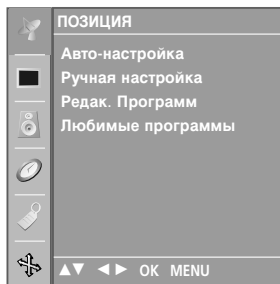 ПОЗИЦИЯ
Авто-настройка
Ручная настройка
Редак. Программ
Любимые программы
▲▼ ◄► OK MENU